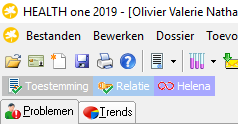 HEALTH one 2019 - [Olivier Valerie Natha
Bestanden Bewerken Dossier Toevo
Toestemming Relatie Helena
Problemen Trends